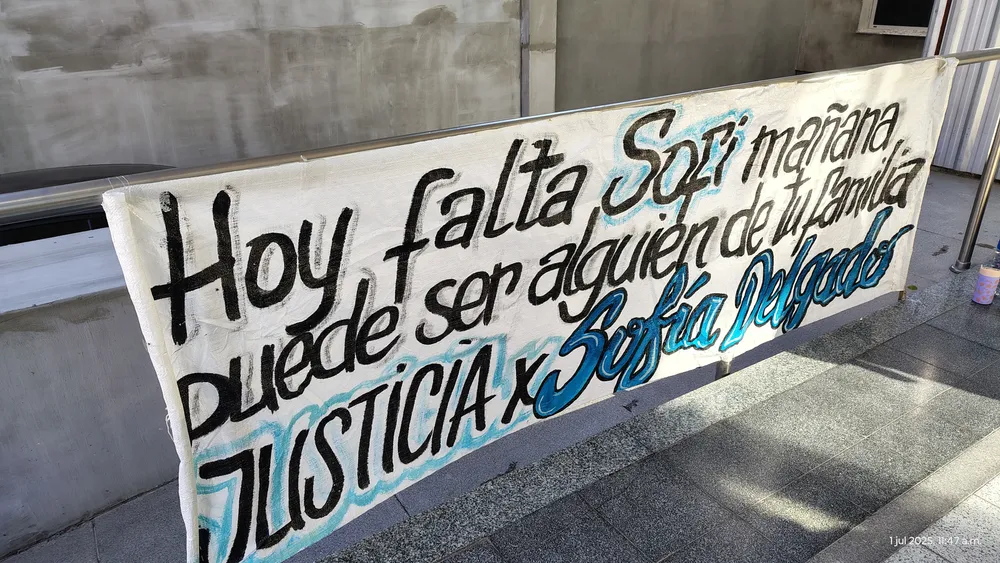 Hoy falta Sofi mañana
puede ser alguien de tu familia
JUSTICIA x Sofía Delgado
1 jul 2025, 11:47 a.m.